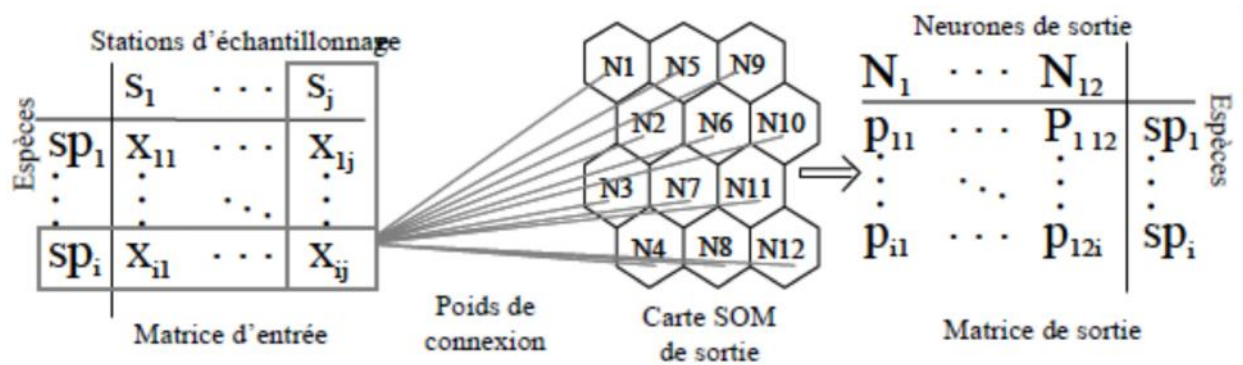 Stations d'échantillonnage
Espèces
S1 · · · Sj
sp1 x11 · · · x1j
spi xi1 · · · xij
Matrice d'entrée
Poids de
connexion
N1 N5 N9
N2 N6 N10
N3 N7 N11
N4 N8 N12
Carte SOM
de sortie
Neurones de sortie
N1 · · · N12
p11 · · · P1 12 sp1
pi1 · · · p12i spi
Espèces
Matrice de sortie